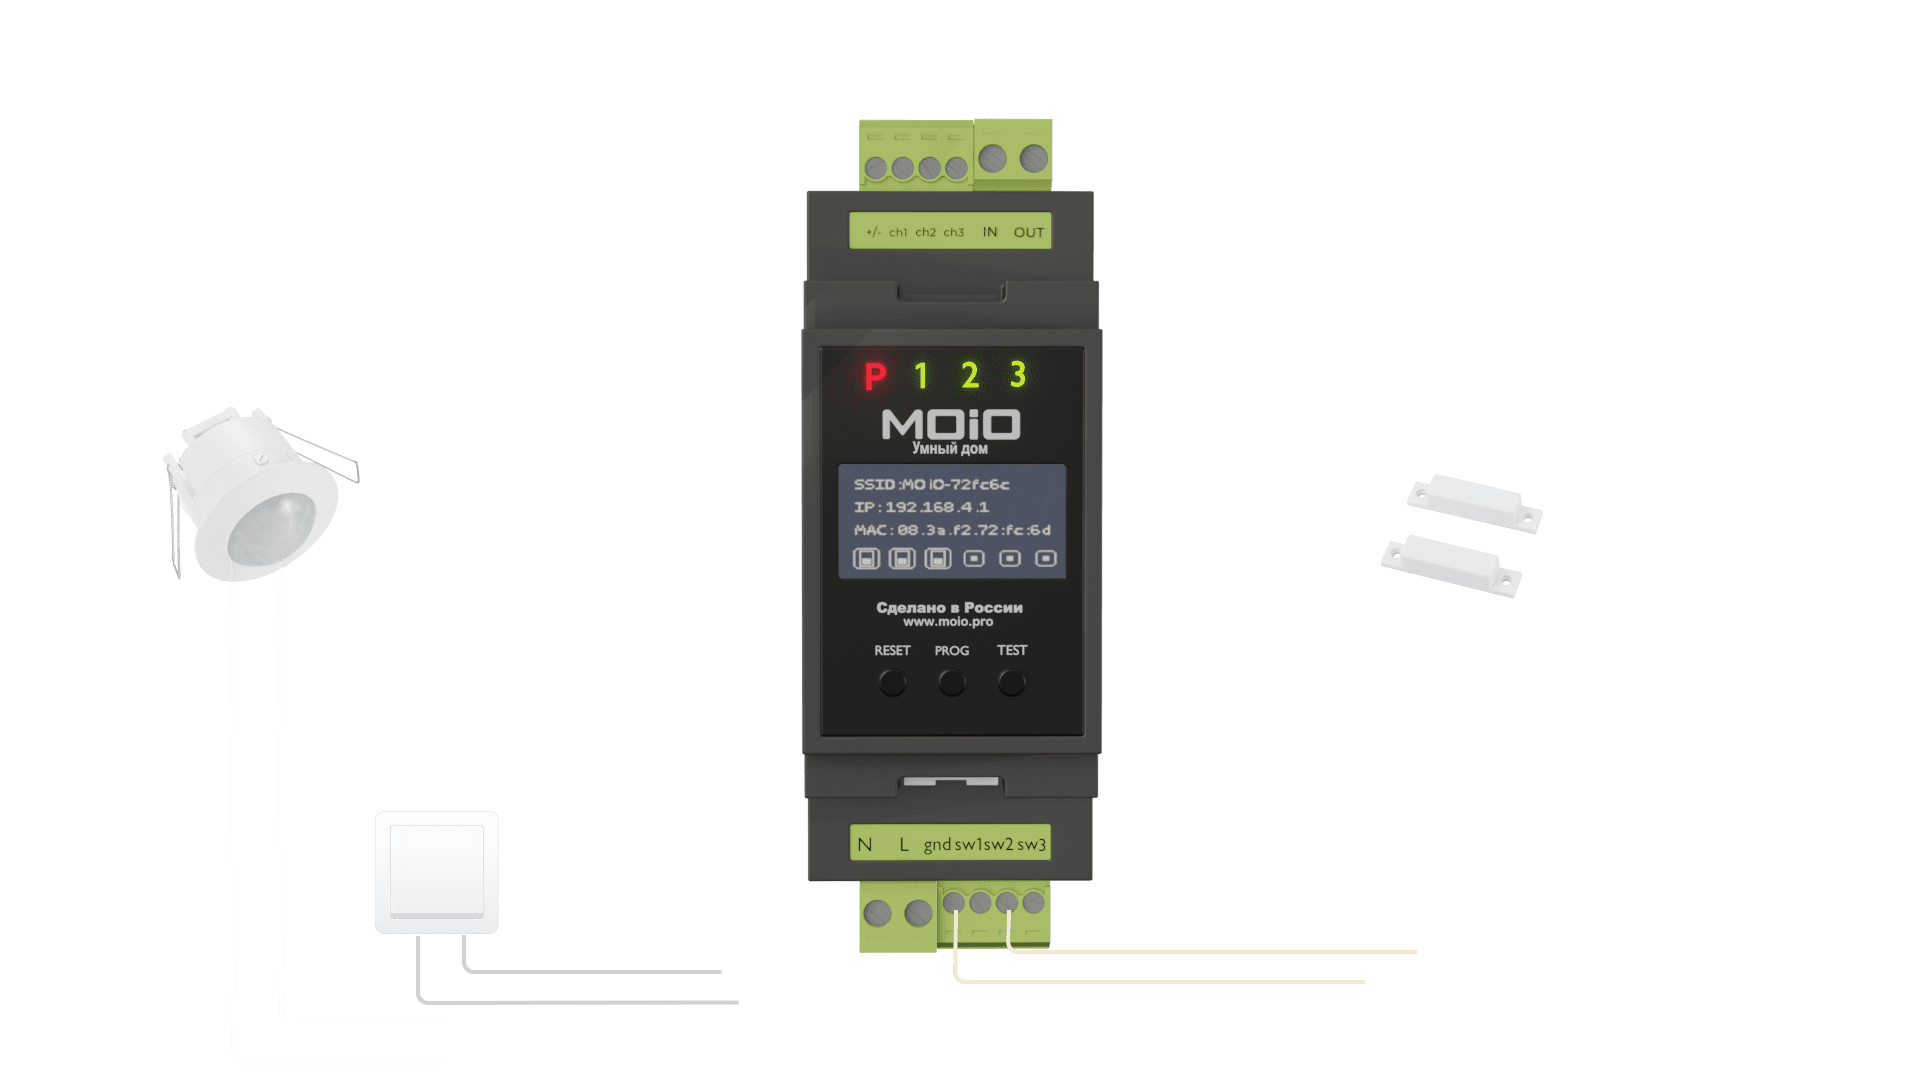 +/- ch1 ch2 ch3 IN OUT
P 1 2 3
MOiO
Умный дом
SSID:MOiO-72fc6c
IP:192.168.4.1
MAC:08.3a.f2.72:fc:6d
Сделано в России
www.moio.pro
RESET PROG TEST
N L gnd sw1 sw2 sw3